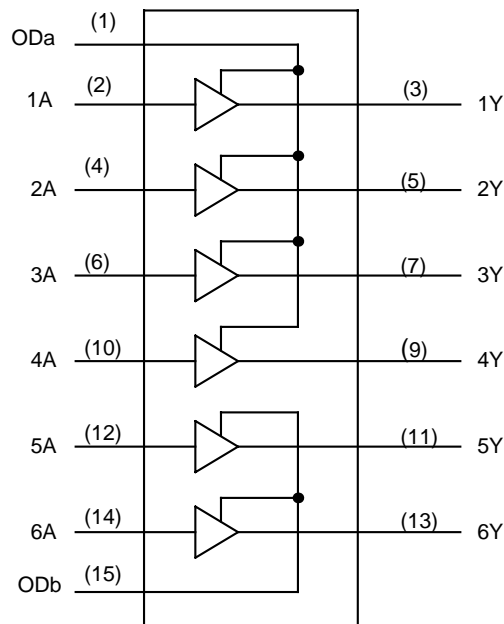 ODa (1)
1A (2) (3) 1Y
2A (4) (5) 2Y
3A (6) (7) 3Y
4A (10) (9) 4Y
5A (12) (11) 5Y
6A (14) (13) 6Y
ODb (15)